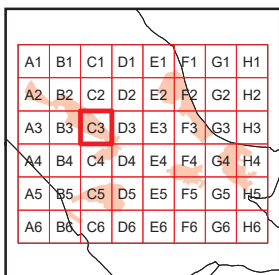 A1 B1 C1 D1 E1 F1 G1 H1
A2 B2 C2 D2 E2 F2 G2 H2
A3 B3 C3 D3 E3 F3 G3 H3
A4 B4 C4 D4 E4 F4 G4 H4
A5 B5 C5 D5 E5 F5 G5 H5
A6 B6 C6 D6 E6 F6 G6 H6